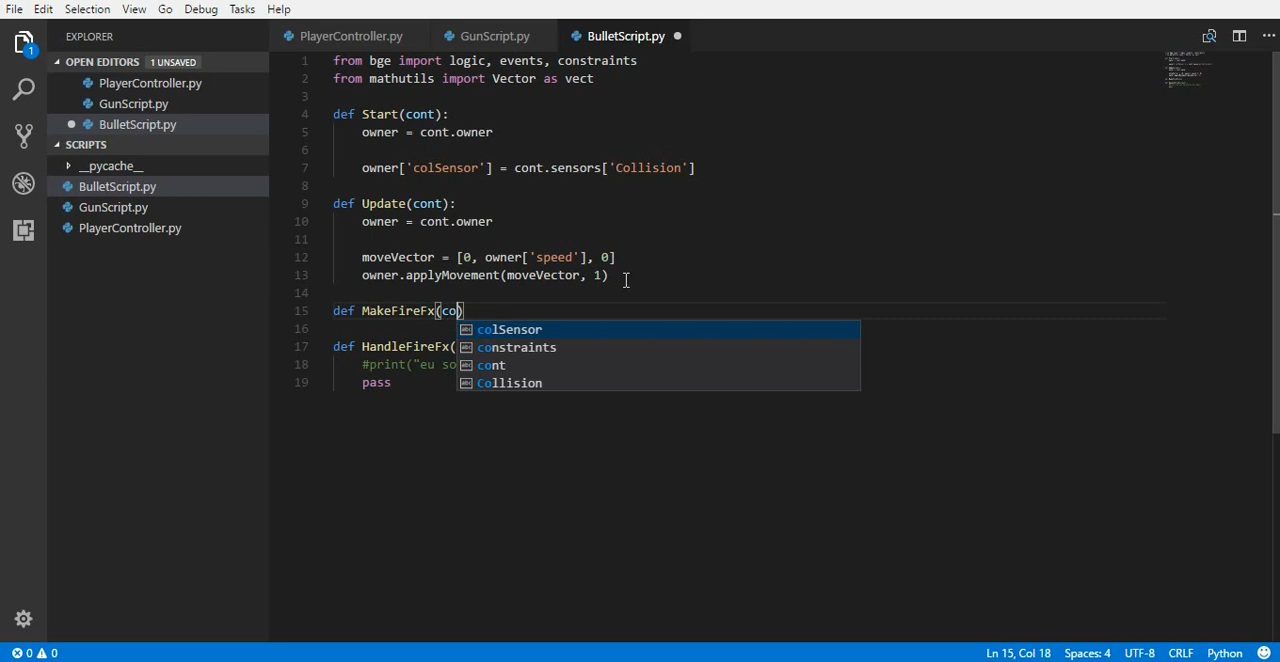 File Edit Selection View Go Debug Tasks Help
EXPLORER
PlayerController.py GunScript.py BulletScript.py
1
OPEN EDITORS 1 UNSAVED
PlayerController.py
GunScript.py
BulletScript.py
SCRIPTS
__pycache__
BulletScript.py
GunScript.py
PlayerController.py
1 from bge import logic, events, constraints
2 from mathutils import Vector as vect
3
4 def Start(cont):
5 owner = cont.owner
6
7 owner['colSensor'] = cont.sensors['Collision']
8
9 def Update(cont):
10 owner = cont.owner
11
12 moveVector = [0, owner['speed'], 0]
13 owner.applyMovement(moveVector, 1)
14
15 def MakeFireFx(co)
16
17 def HandleFireFx(
18 #print("eu so
19 pass
abc colSensor
abc constraints
abc cont
abc Collision
0 0 Ln 15, Col 18 Spaces: 4 UTF-8 CRLF Python